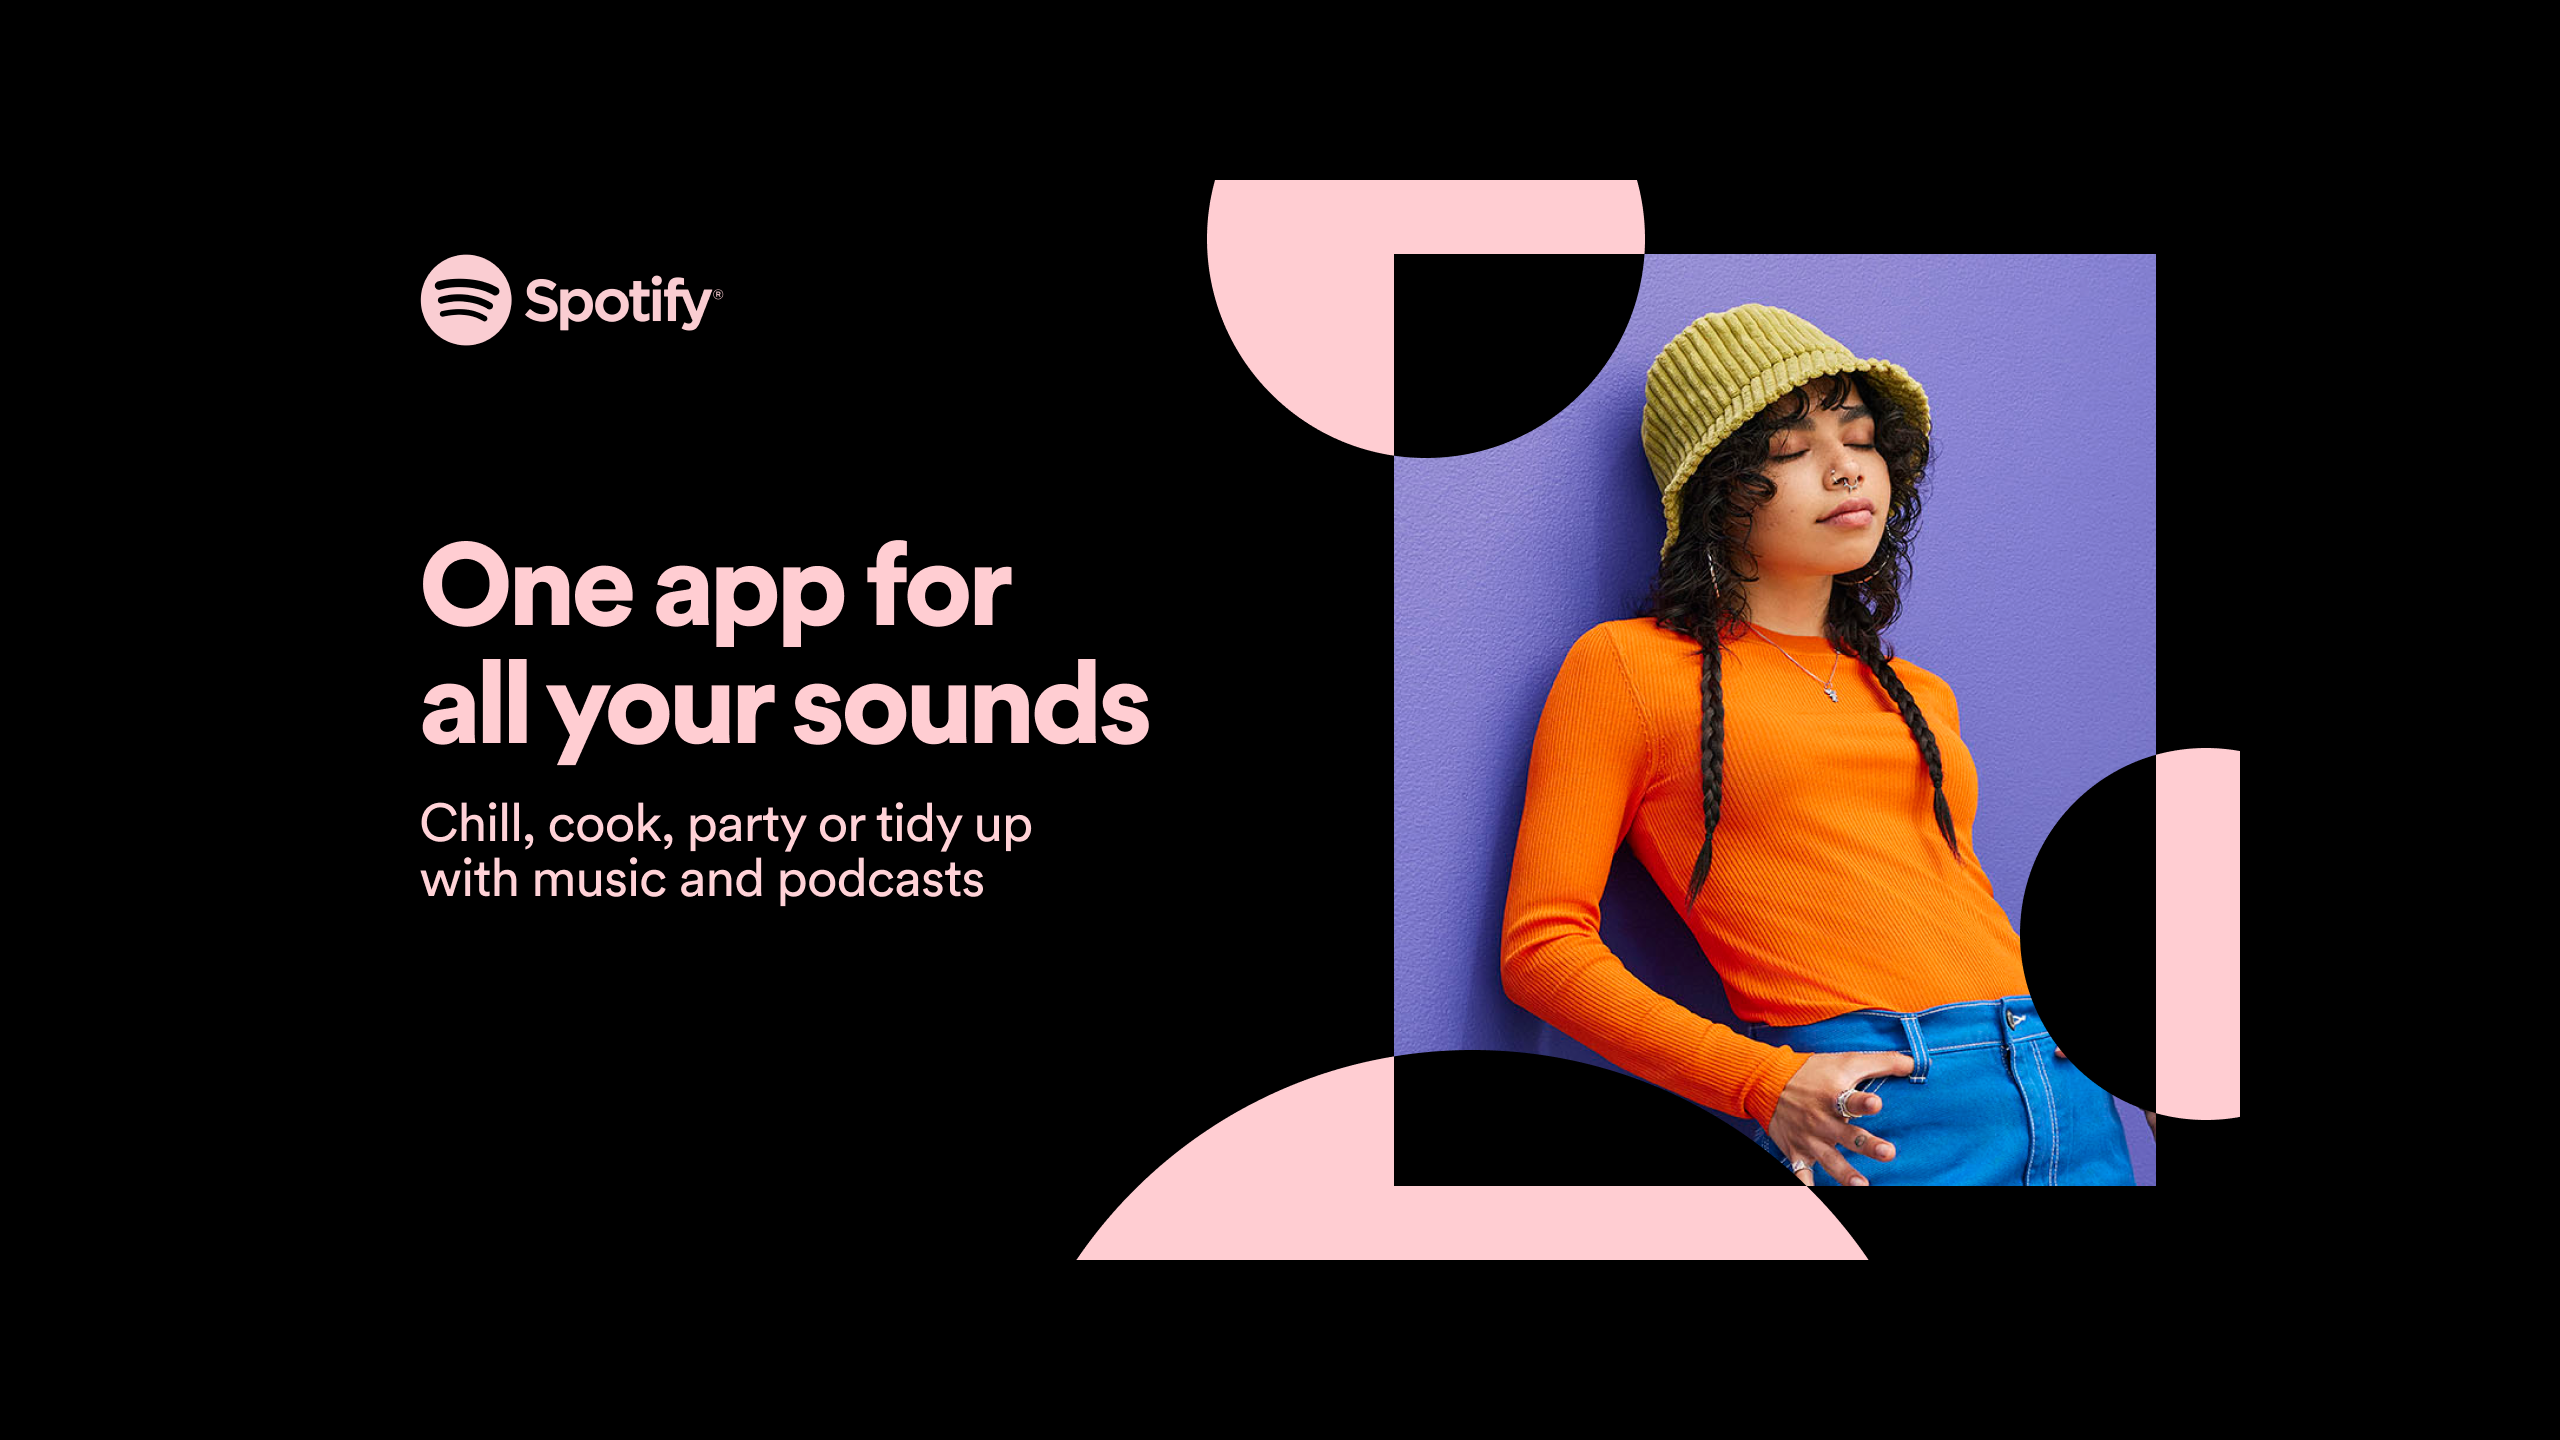 Spotify®
One app for
all your sounds
Chill, cook, party or tidy up
with music and podcasts